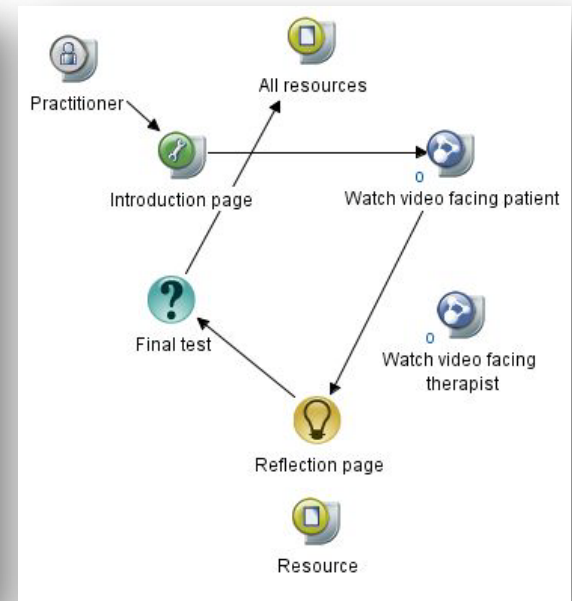 All resources
Practitioner
Introduction page
0
Watch video facing patient
?
Final test
0
Watch video facing
therapist
Reflection page
Resource